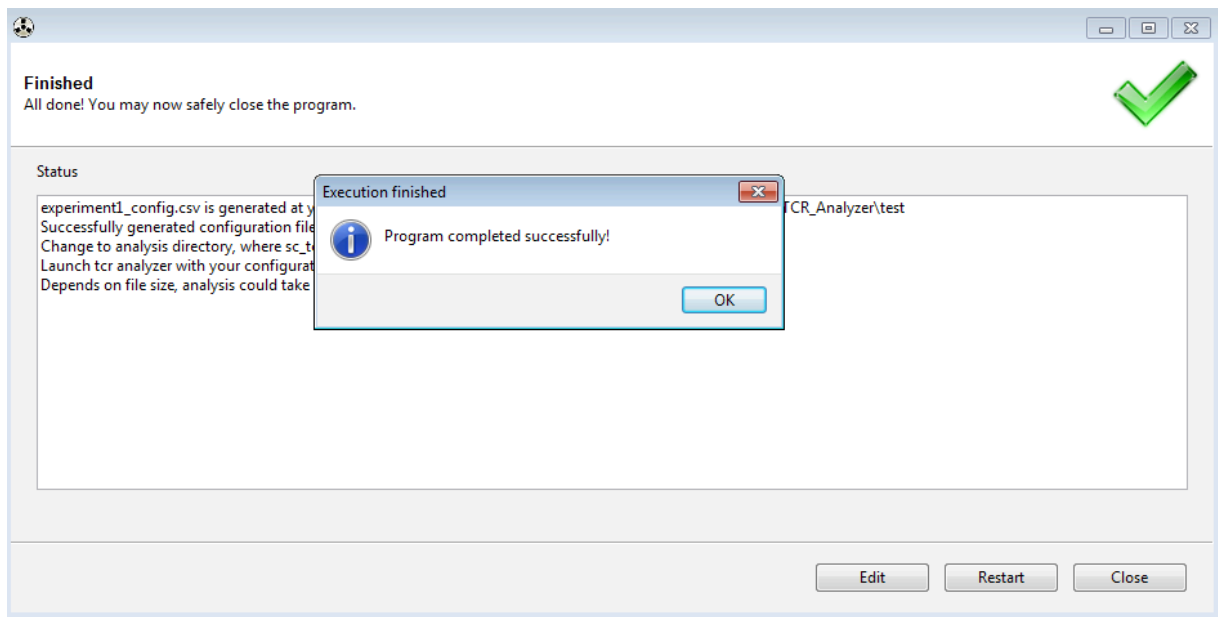 Finished
All done! You may now safely close the program.
Status
experiment1_config.csv is generated at TCR_Analyzer\test
Successfully generated configuration file
Change to analysis directory, where
Launch tcr analyzer with your
Depends on file size, analysis could take
Execution finished
Program completed successfully!
OK
Edit
Restart
Close